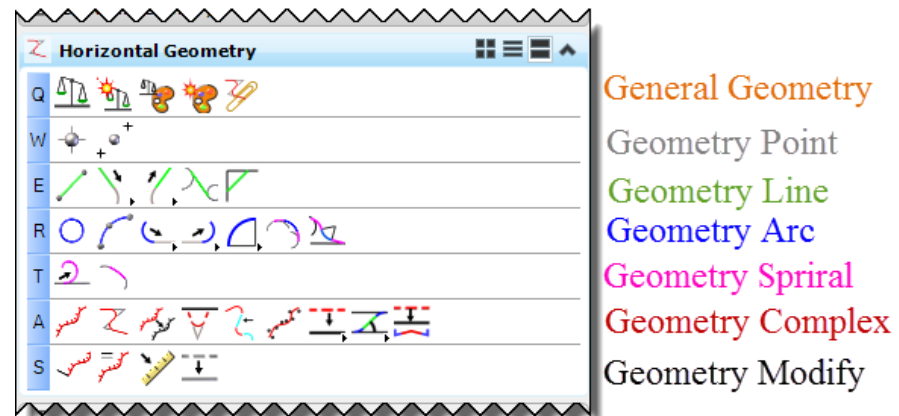 Horizontal Geometry
Q General Geometry
W Geometry Point
E Geometry Line
R Geometry Arc
T Geometry Spriral
A Geometry Complex
S Geometry Modify